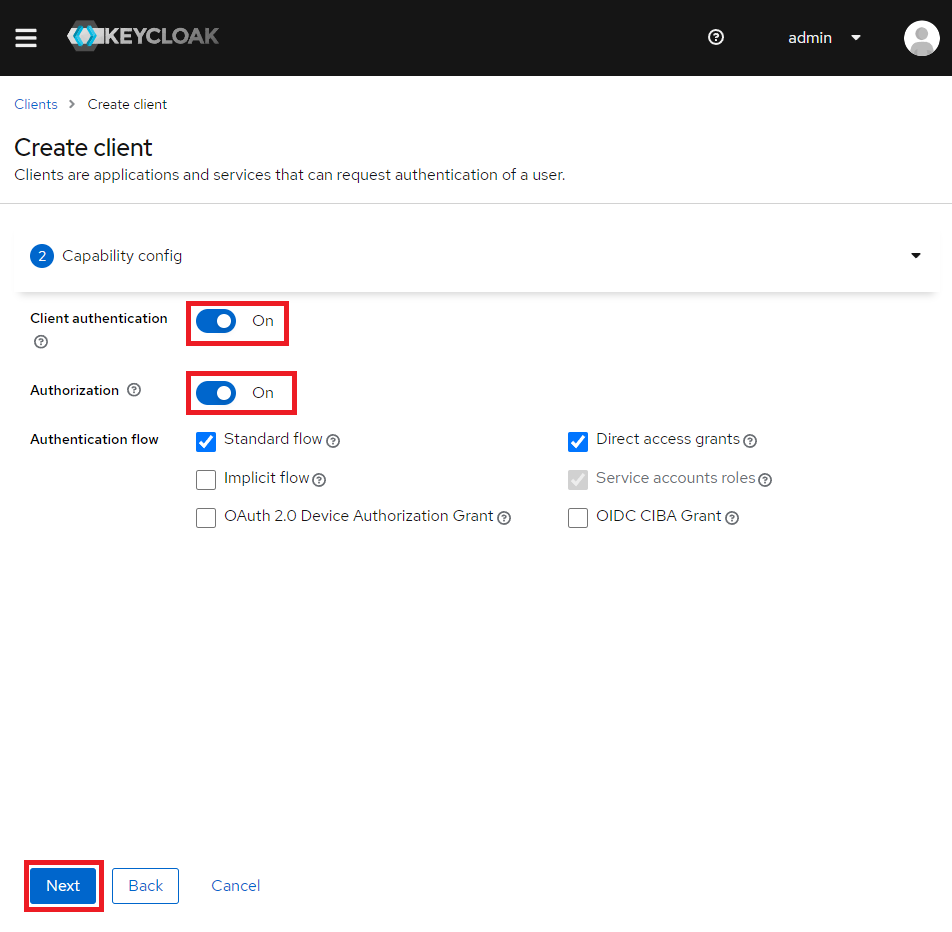 KEYCLOAK
admin
Clients
Create client
Create client
Clients are applications and services that can request authentication of a user.
2 Capability config
Client authentication
On
Authorization
On
Authentication flow
Standard flow
Direct access grants
Implicit flow
Service accounts roles
OAuth 2.0 Device Authorization Grant
OIDC CIBA Grant
Next
Back
Cancel